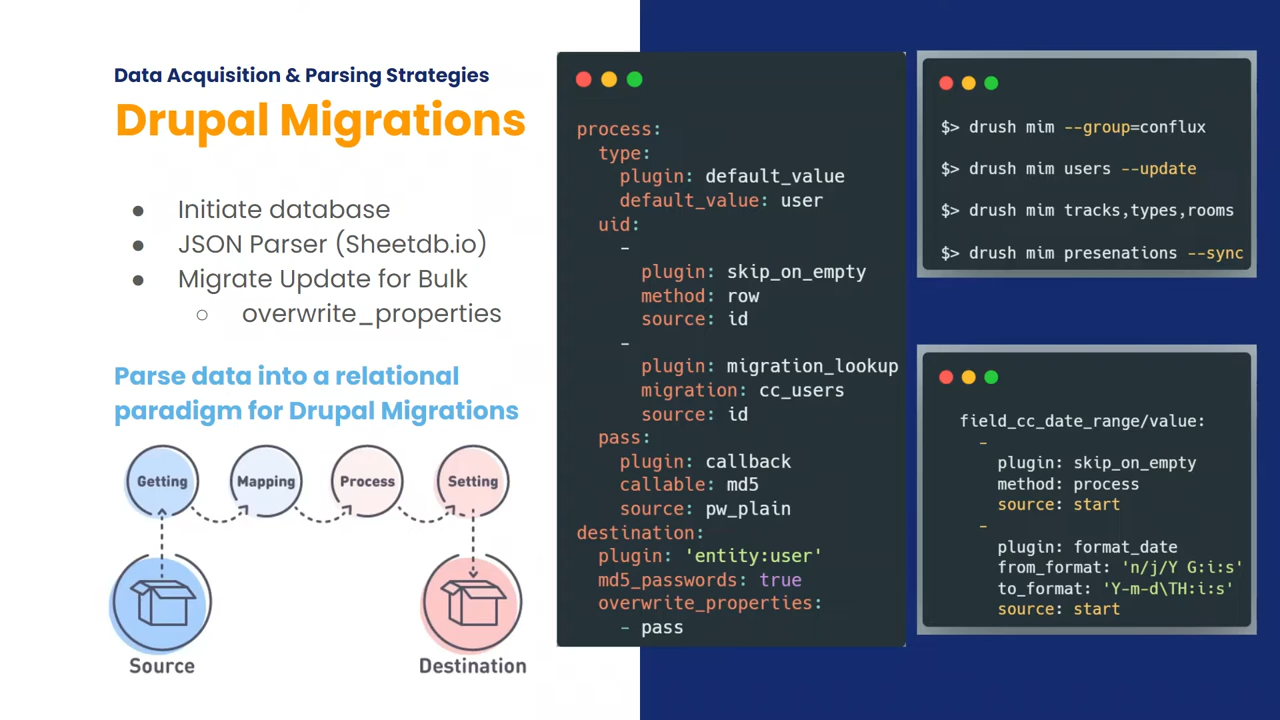 Data Acquisition & Parsing Strategies
Drupal Migrations
● Initiate database
● JSON Parser (Sheetdb.io)
● Migrate Update for Bulk
○ overwrite_properties
Parse data into a relational
paradigm for Drupal Migrations
Getting
Mapping
Process
Setting
Source
Destination
process:
  type:
    plugin: default_value
    default_value: user
  uid:
    -
      plugin: skip_on_empty
      method: row
      source: id
    -
      plugin: migration_lookup
      migration: cc_users
      source: id
  pass:
    plugin: callback
    callable: md5
    source: pw_plain
destination:
  plugin: 'entity:user'
  md5_passwords: true
  overwrite_properties:
    - pass
$> drush mim --group=conflux
$> drush mim users --update
$> drush mim tracks,types,rooms
$> drush mim presenations --sync
field_cc_date_range/value:
  -
    plugin: skip_on_empty
    method: process
    source: start
  -
    plugin: format_date
    from_format: 'n/j/Y G:i:s'
    to_format: 'Y-m-d\TH:i:s'
    source: start